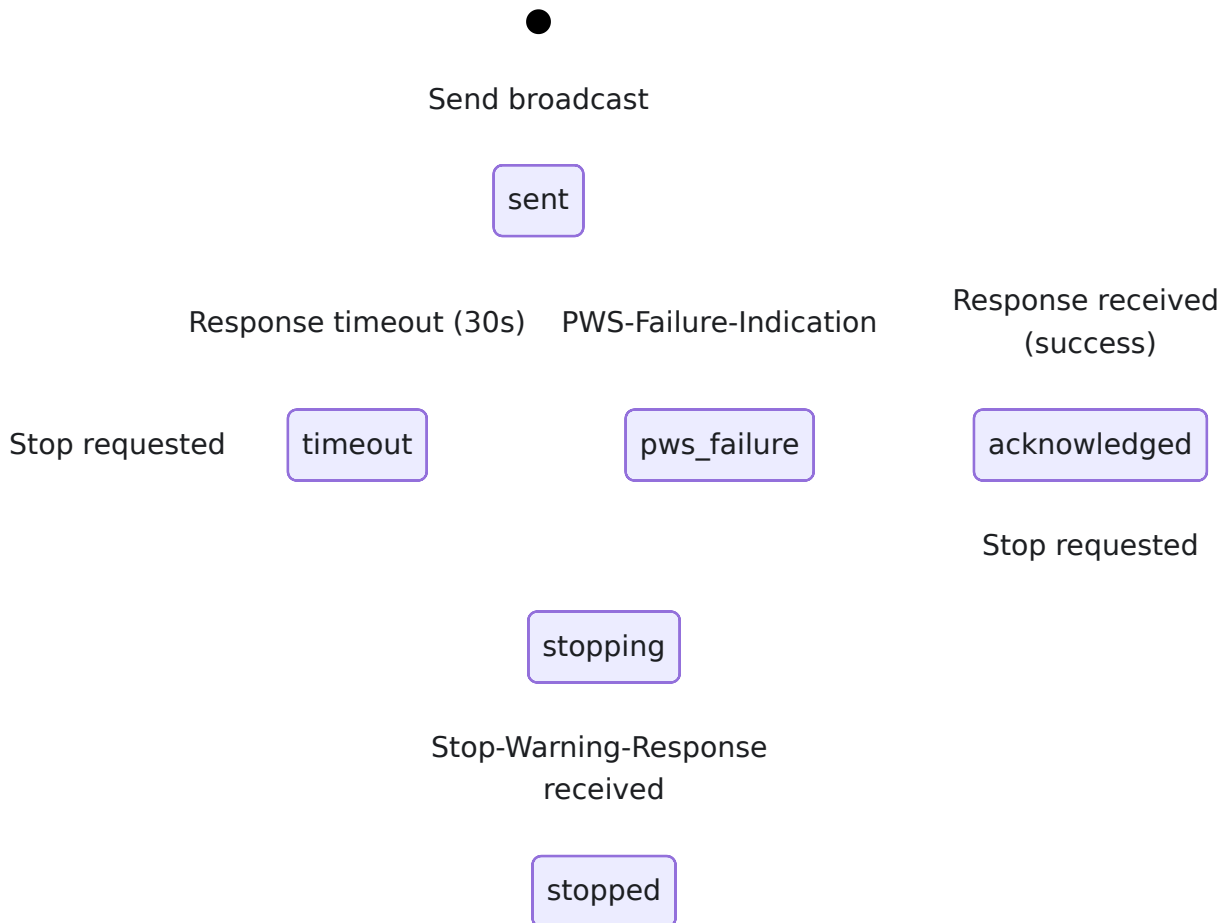 Send broadcast
sent
Response timeout (30s)
PWS-Failure-Indication
Response received
(success)
Stop requested
timeout
pws_failure
acknowledged
Stop requested
stopping
Stop-Warning-Response
received
stopped